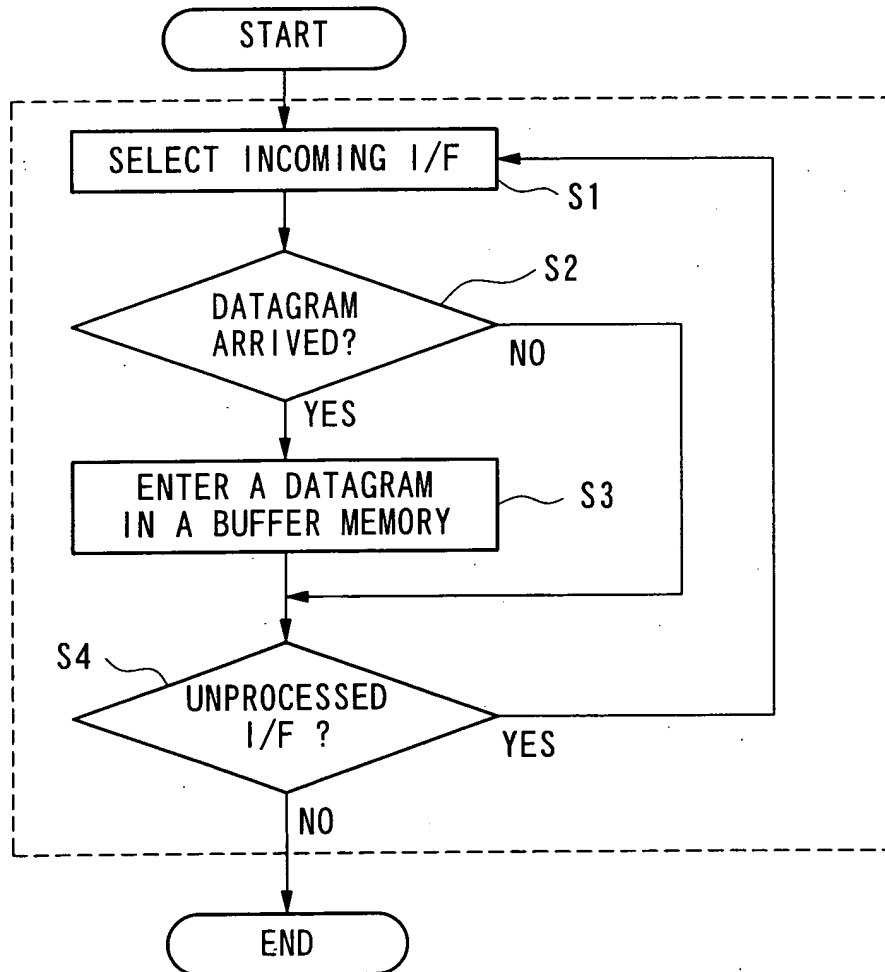 START
SELECT INCOMING I/F
S1
S2
DATAGRAM
ARRIVED?
NO
YES
ENTER A DATAGRAM
IN A BUFFER MEMORY
S3
S4
UNPROCESSED
I/F ?
YES
NO
END